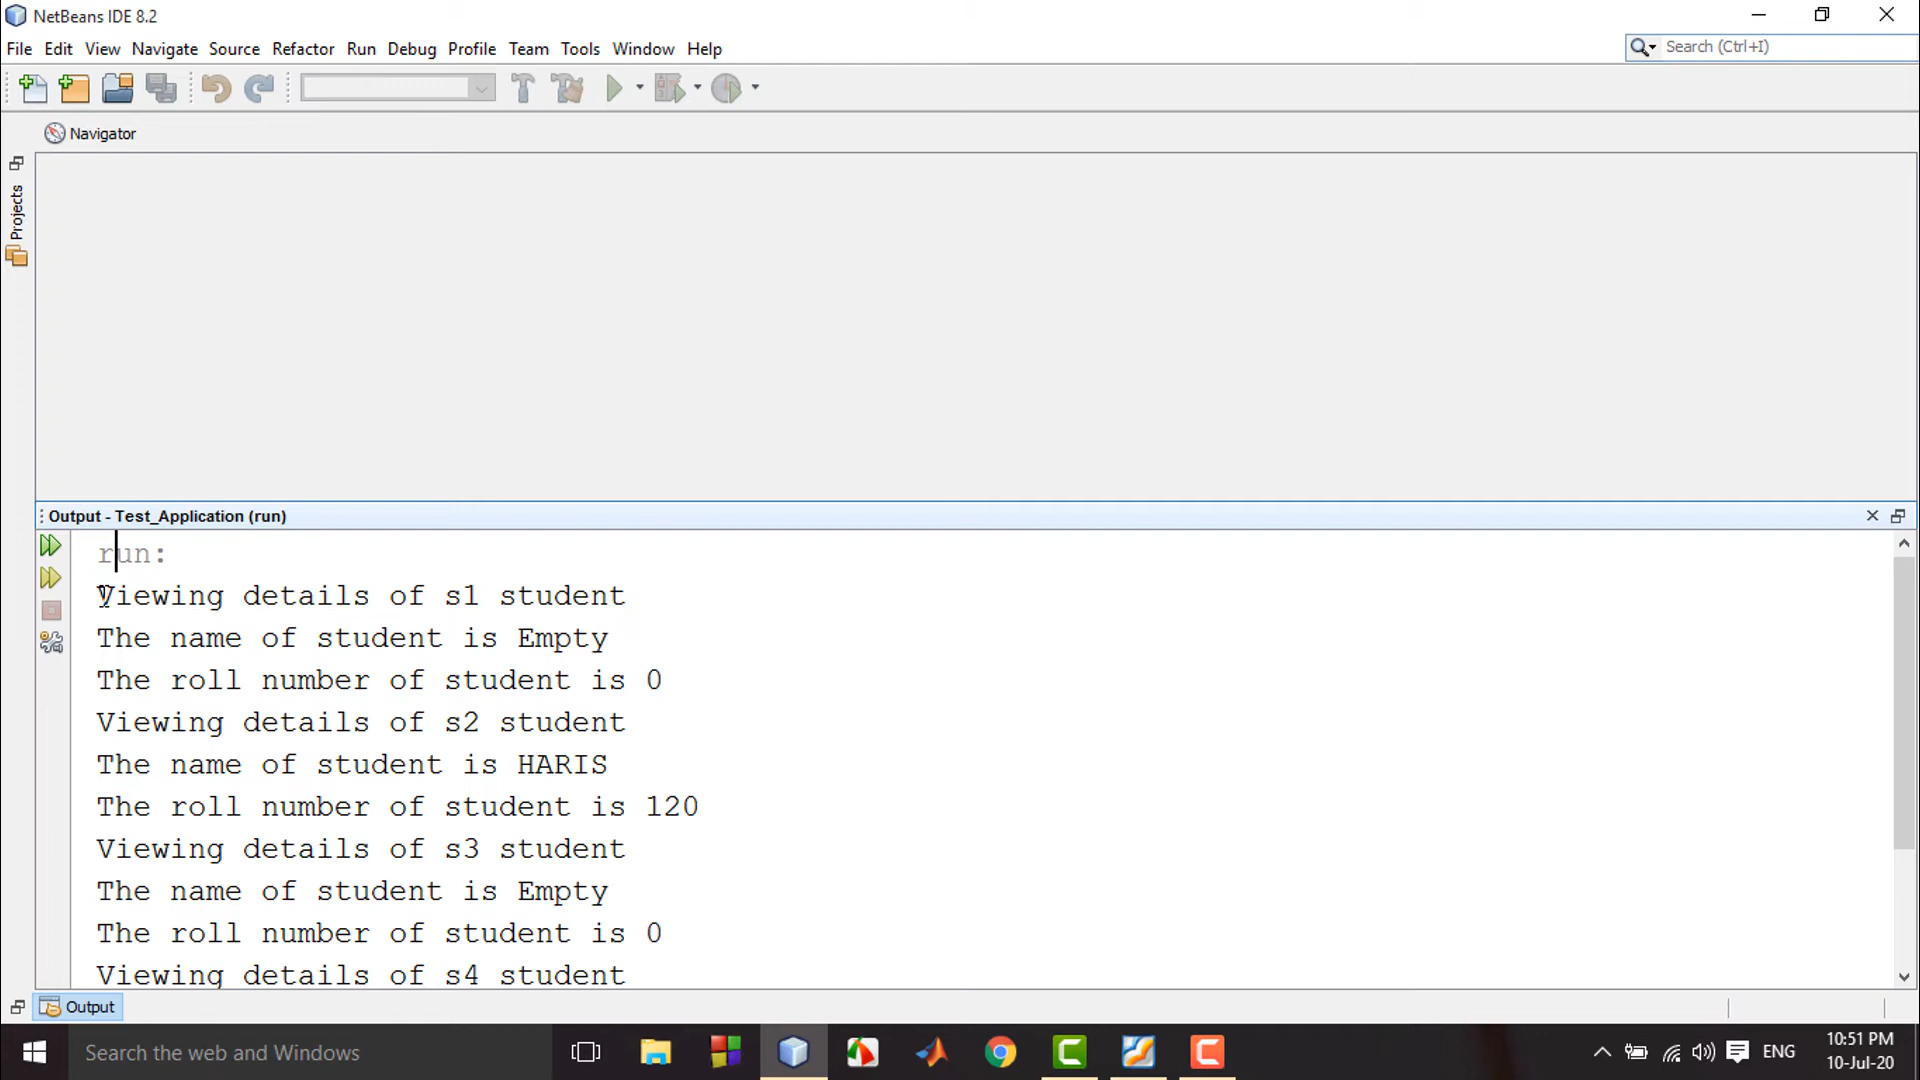 NetBeans IDE 8.2
File Edit View Navigate Source Refactor Run Debug Profile Team Tools Window Help
Search (Ctrl+I)
Navigator
Projects
Output - Test_Application (run)
run:
Viewing details of s1 student
The name of student is Empty
The roll number of student is 0
Viewing details of s2 student
The name of student is HARIS
The roll number of student is 120
Viewing details of s3 student
The name of student is Empty
The roll number of student is 0
Viewing details of s4 student
Output
Search the web and Windows
ENG
10:51 PM
10-Jul-20